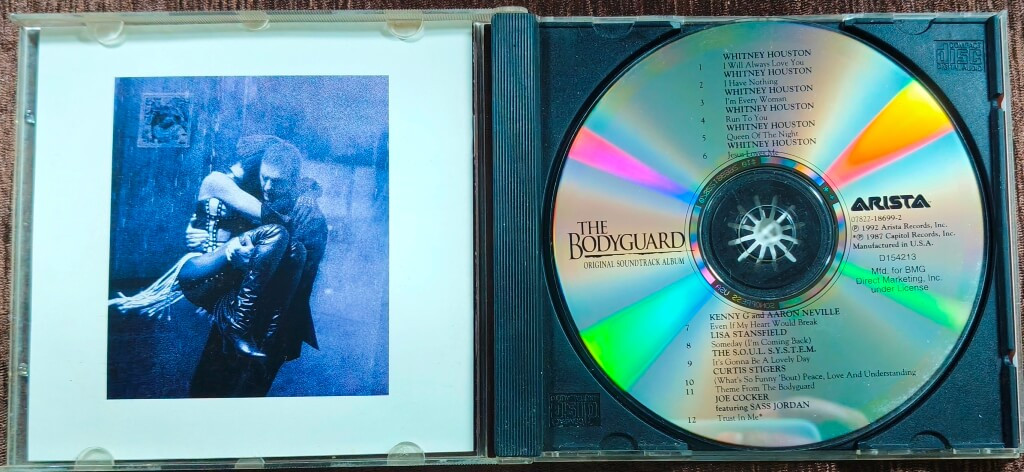 WHITNEY HOUSTON
1 I Will Always Love You
WHITNEY HOUSTON
2 I Have Nothing
WHITNEY HOUSTON
3 I'm Every Woman
WHITNEY HOUSTON
4 Run To You
WHITNEY HOUSTON
5 Queen Of The Night
WHITNEY HOUSTON
6 Jesus Loves Me
THE
BODYGUARD
ORIGINAL SOUNDTRACK ALBUM
ARISTA
07822-18699-2
℗ 1992 Arista Records, Inc.
*℗ 1987 Capitol Records, Inc.
Manufactured in U.S.A.
D154213
Mfd. for BMG
Direct Marketing, Inc.
under License
KENNY G and AARON NEVILLE
7 Even If My Heart Would Break
LISA STANSFIELD
8 Someday (I'm Coming Back)
THE S.O.U.L. S.Y.S.T.E.M.
9 It's Gonna Be A Lovely Day
CURTIS STIGERS
10 (What's So Funny 'Bout) Peace, Love And Understanding
11 Theme From The Bodyguard
JOE COCKER
featuring SASS JORDAN
12 Trust In Me*
disc
disc